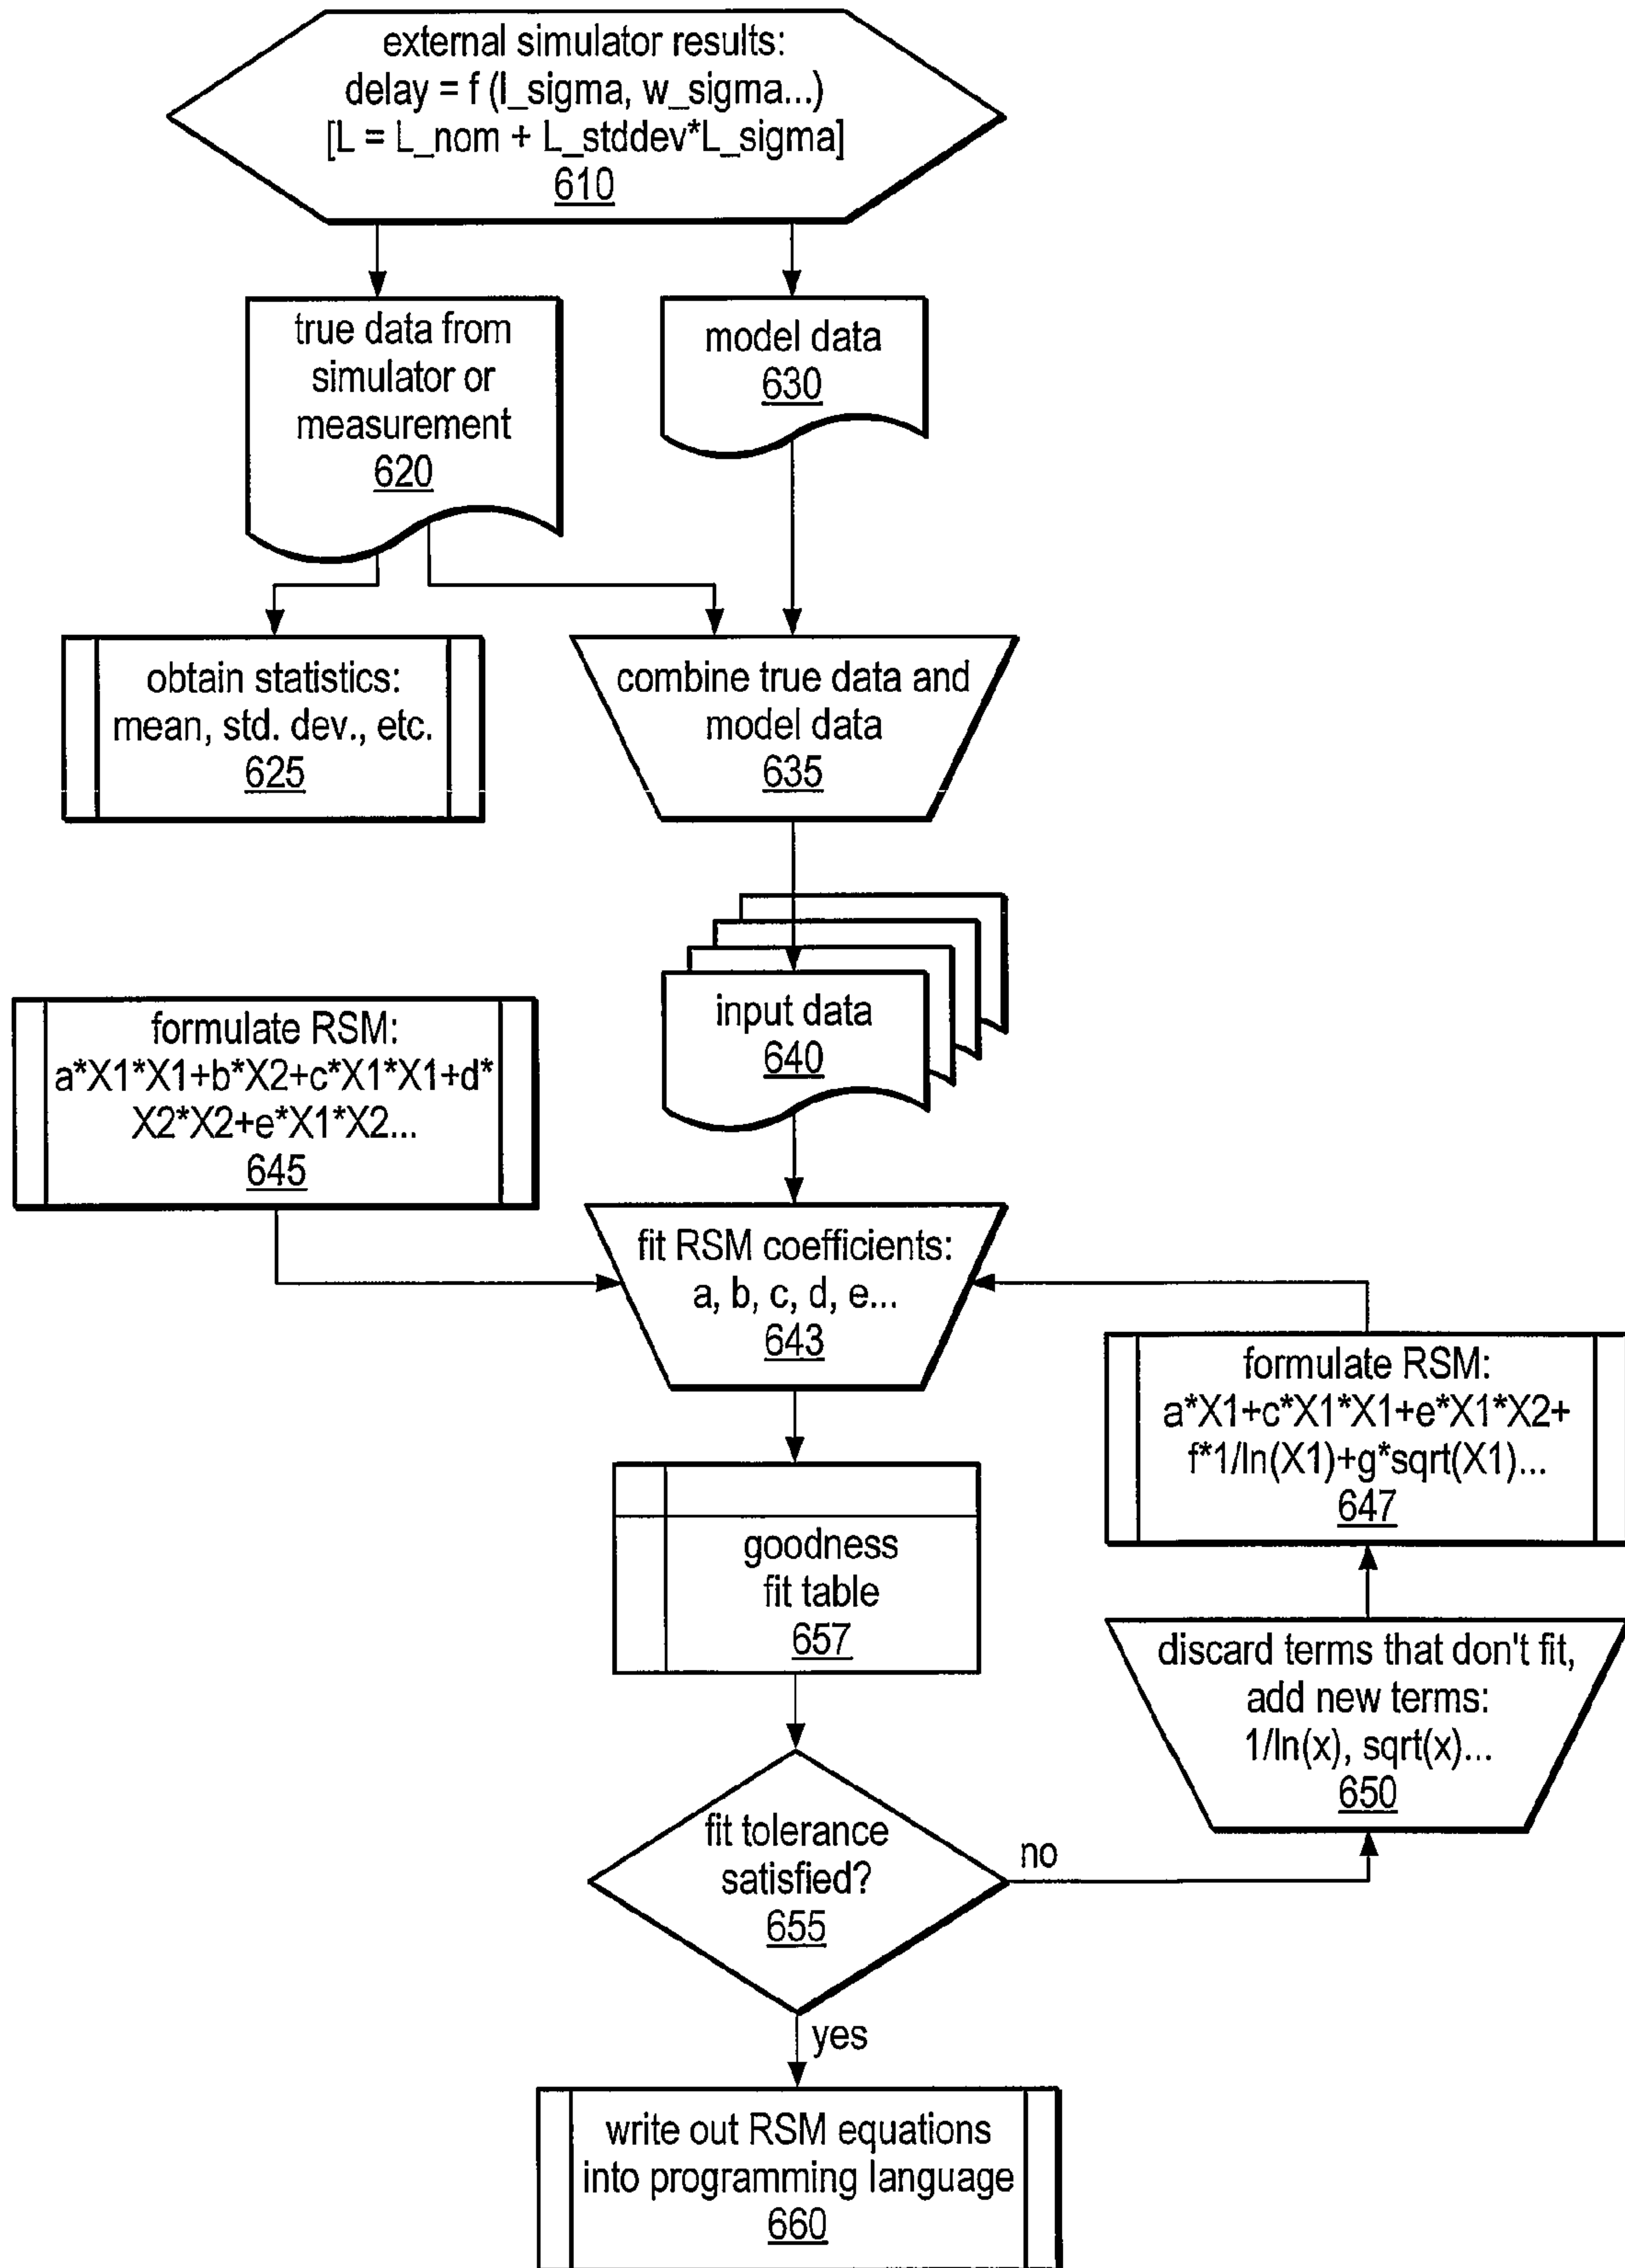 external simulator results:
delay = f (l_sigma, w_sigma...)
[L = L_nom + L_stddev*L_sigma]
610
true data from
simulator or
measurement
620
model data
630
obtain statistics:
mean, std. dev., etc.
625
combine true data and
model data
635
input data
640
formulate RSM:
a*X1*X1+b*X2+c*X1*X1+d*
X2*X2+e*X1*X2...
645
fit RSM coefficients:
a, b, c, d, e...
643
formulate RSM:
a*X1+c*X1*X1+e*X1*X2+
f*1/ln(X1)+g*sqrt(X1)...
647
goodness
fit table
657
discard terms that don't fit,
add new terms:
1/ln(x), sqrt(x)...
650
fit tolerance
satisfied?
655
no
yes
write out RSM equations
into programming language
660